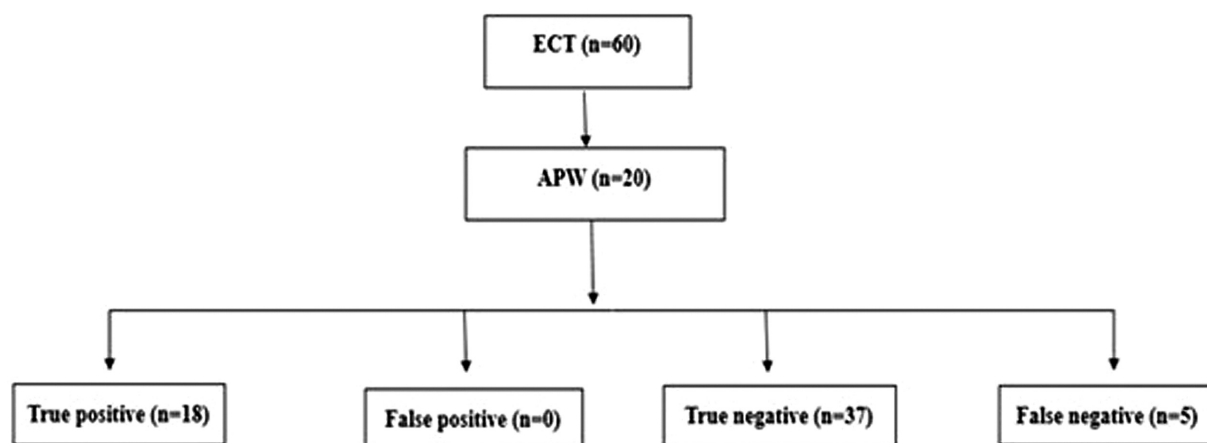 ECT (n=60)
APW (n=20)
True positive (n=18)
False positive (n=0)
True negative (n=37)
False negative (n=5)